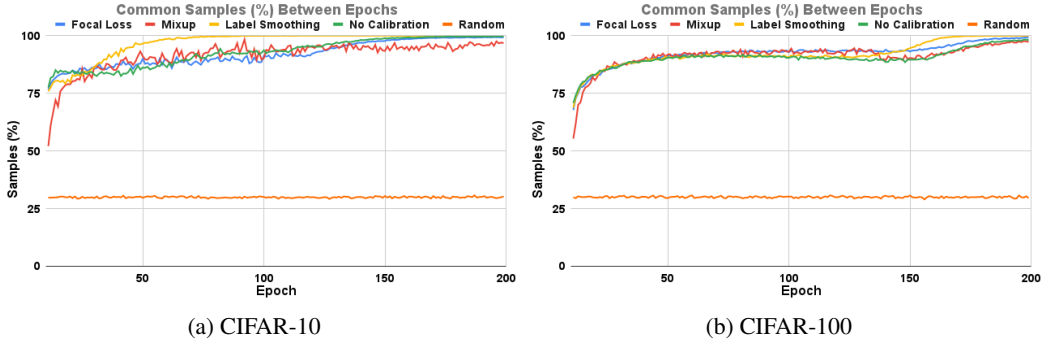 Common Samples (%) Between Epochs
Focal Loss Mixup Label Smoothing No Calibration Random
100
75
50
25
0
Samples (%)
50 100 150 200
Epoch
(a) CIFAR-10
Common Samples (%) Between Epochs
Focal Loss Mixup Label Smoothing No Calibration Random
100
75
50
25
0
Samples (%)
50 100 150 200
Epoch
(b) CIFAR-100